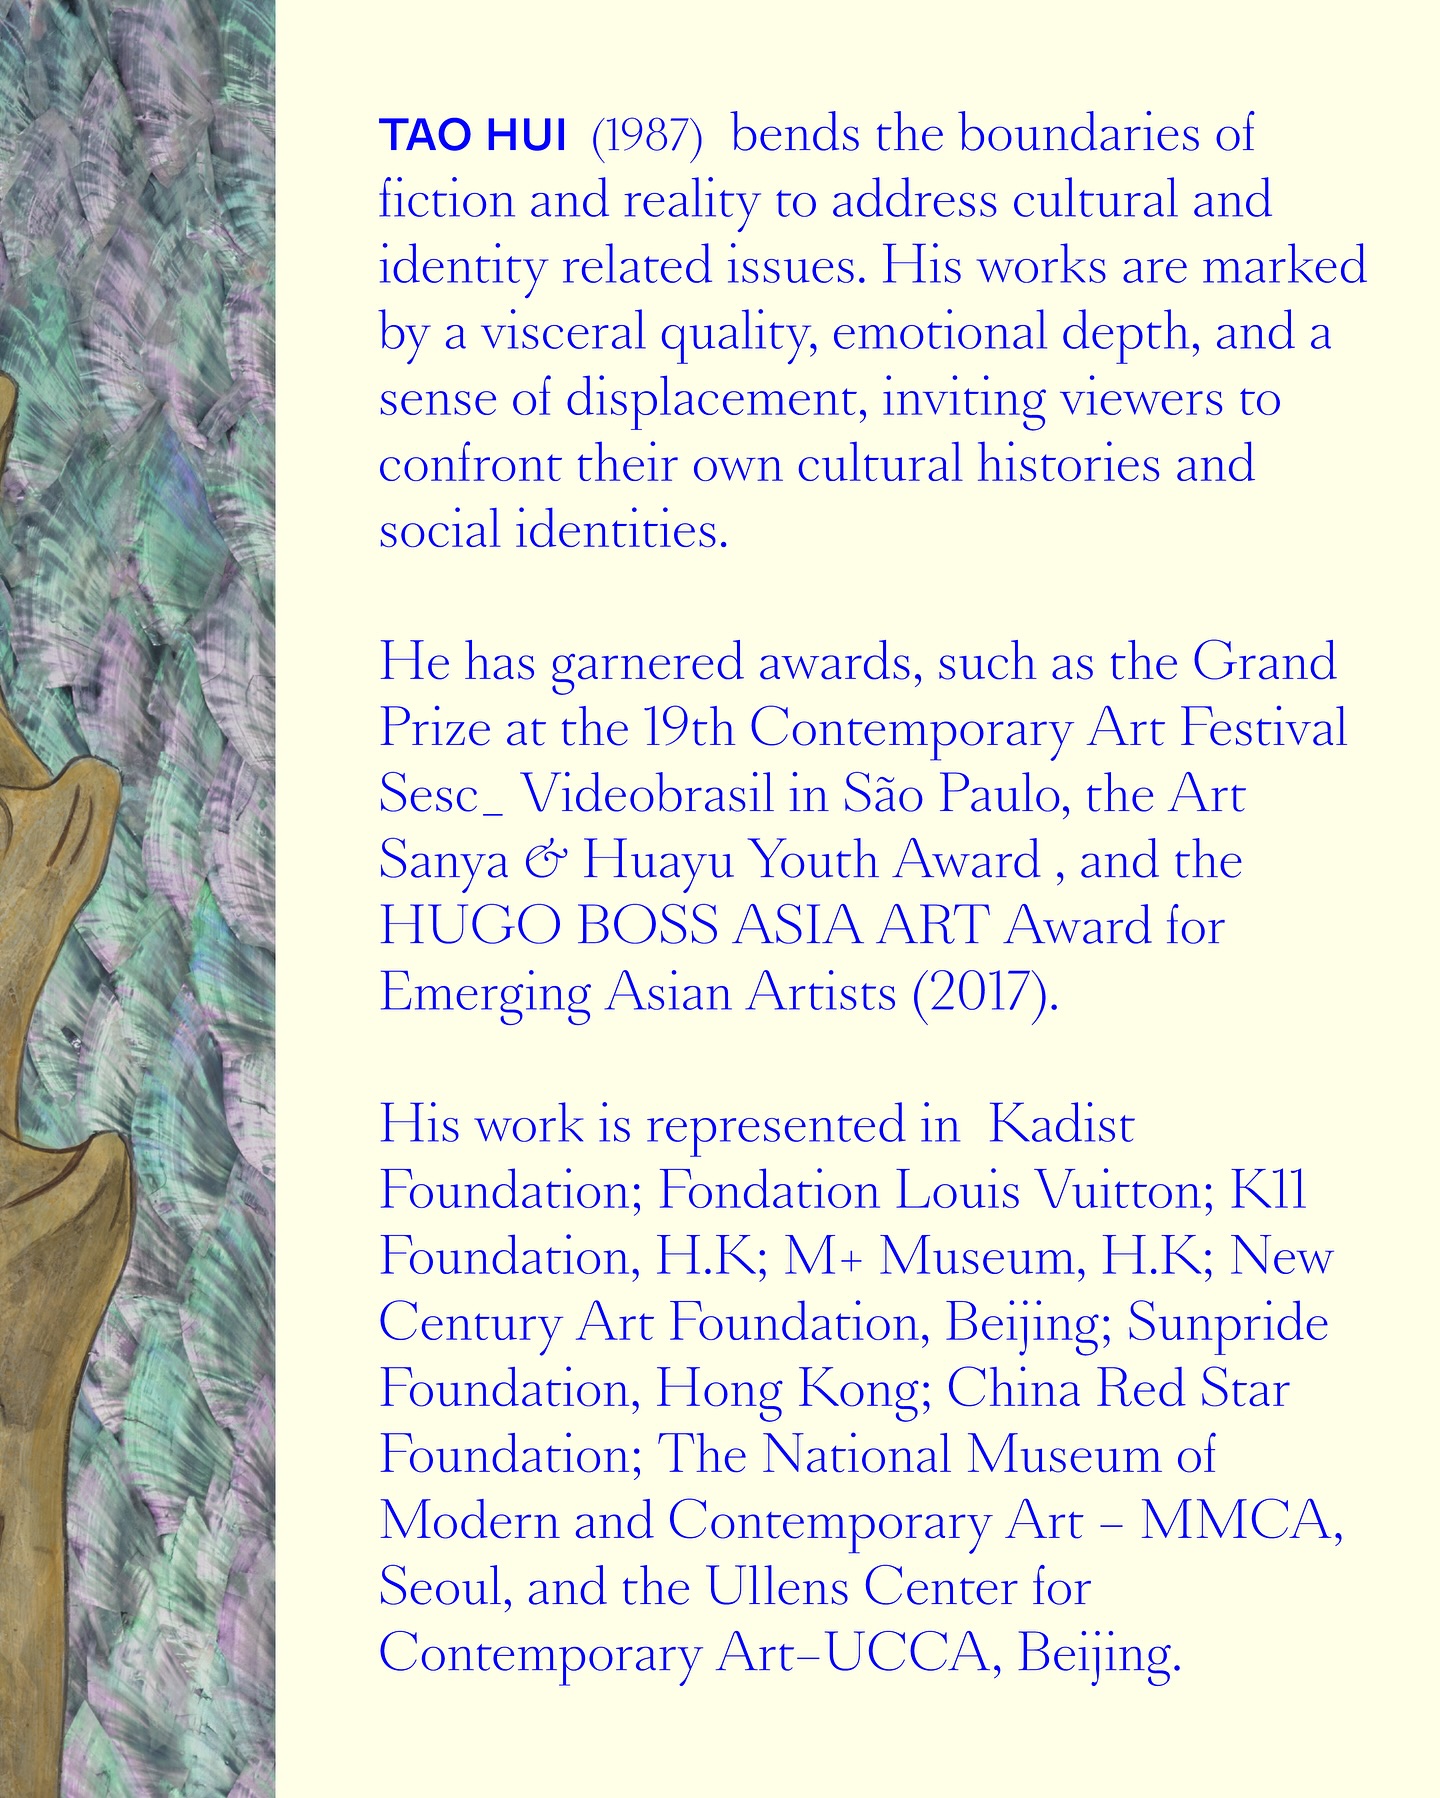 TAO HUI (1987) bends the boundaries of
fiction and reality to address cultural and
identity related issues. His works are marked
by a visceral quality, emotional depth, and a
sense of displacement, inviting viewers to
confront their own cultural histories and
social identities.
He has garnered awards, such as the Grand
Prize at the 19th Contemporary Art Festival
Sesc_ Videobrasil in São Paulo, the Art
Sanya & Huayu Youth Award , and the
HUGO BOSS ASIA ART Award for
Emerging Asian Artists (2017).
His work is represented in Kadist
Foundation; Fondation Louis Vuitton; K11
Foundation, H.K; M+ Museum, H.K; New
Century Art Foundation, Beijing; Sunpride
Foundation, Hong Kong; China Red Star
Foundation; The National Museum of
Modern and Contemporary Art – MMCA,
Seoul, and the Ullens Center for
Contemporary Art–UCCA, Beijing.